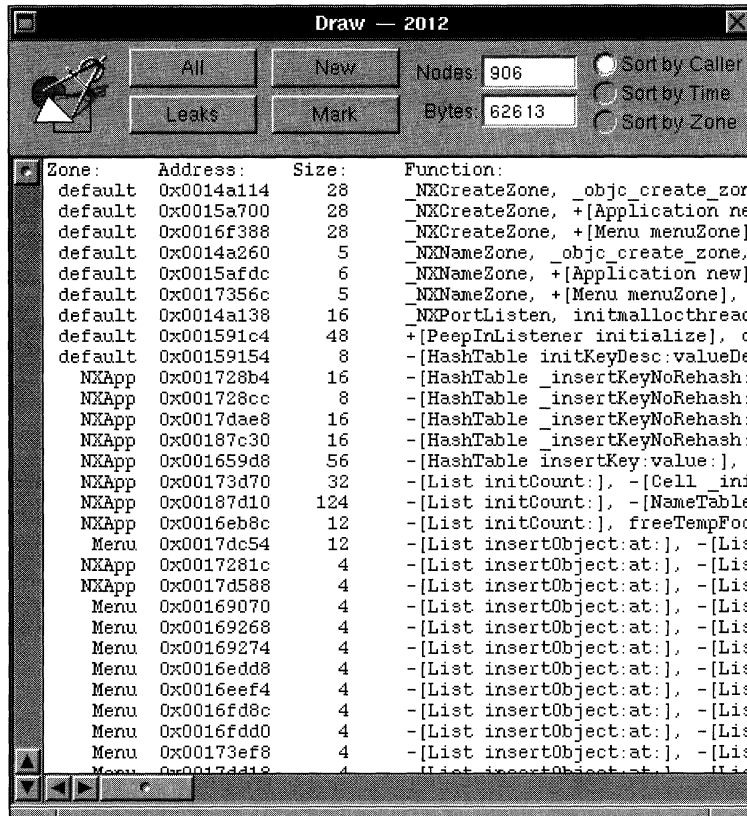 Draw — 2012
All New Nodes: 906 Sort by Caller
Sort by Time
Leaks Mark Bytes: 62613 Sort by Zone
Zone: Address: Size: Function:
default 0x0014a114 28 _NXCreateZone, _objc_create_zon
default 0x0015a700 28 _NXCreateZone, +[Application ne
default 0x0016f388 28 _NXCreateZone, +[Menu menuZone]
default 0x0014a260 5 _NXNameZone, _objc_create_zone,
default 0x0015afdc 6 _NXNameZone, +[Application new]
default 0x0017356c 5 _NXNameZone, +[Menu menuZone],
default 0x0014a138 16 _NXPortListen, initmallocthread
default 0x001591c4 48 +[PeepInListener initialize],
default 0x00159154 8 -[HashTable initKeyDesc:valueDe
NXApp 0x001728b4 16 -[HashTable _insertKeyNoRehash:
NXApp 0x001728cc 8 -[HashTable _insertKeyNoRehash:
NXApp 0x0017dae8 16 -[HashTable _insertKeyNoRehash:
NXApp 0x00187c30 16 -[HashTable _insertKeyNoRehash:
NXApp 0x001659d8 56 -[HashTable insertKey:value:],
NXApp 0x00173d70 32 -[List initCount:], -[Cell _ini
NXApp 0x00187d10 124 -[List initCount:], -[NameTable
NXApp 0x0016eb8c 12 -[List initCount:], freeTempFoc
Menu 0x0017dc54 12 -[List insertObject:at:], -[Lis
NXApp 0x0017281c 4 -[List insertObject:at:], -[Lis
NXApp 0x0017d588 4 -[List insertObject:at:], -[Lis
Menu 0x00169070 4 -[List insertObject:at:], -[Lis
Menu 0x00169268 4 -[List insertObject:at:], -[Lis
Menu 0x00169274 4 -[List insertObject:at:], -[Lis
Menu 0x0016edd8 4 -[List insertObject:at:], -[Lis
Menu 0x0016eef4 4 -[List insertObject:at:], -[Lis
Menu 0x0016fd8c 4 -[List insertObject:at:], -[Lis
Menu 0x0016fdd0 4 -[List insertObject:at:], -[Lis
Menu 0x00173ef8 4 -[List insertObject:at:], -[Lis
Menu 0x0017dd18 4 -[List insertObject:at:], -[Lis